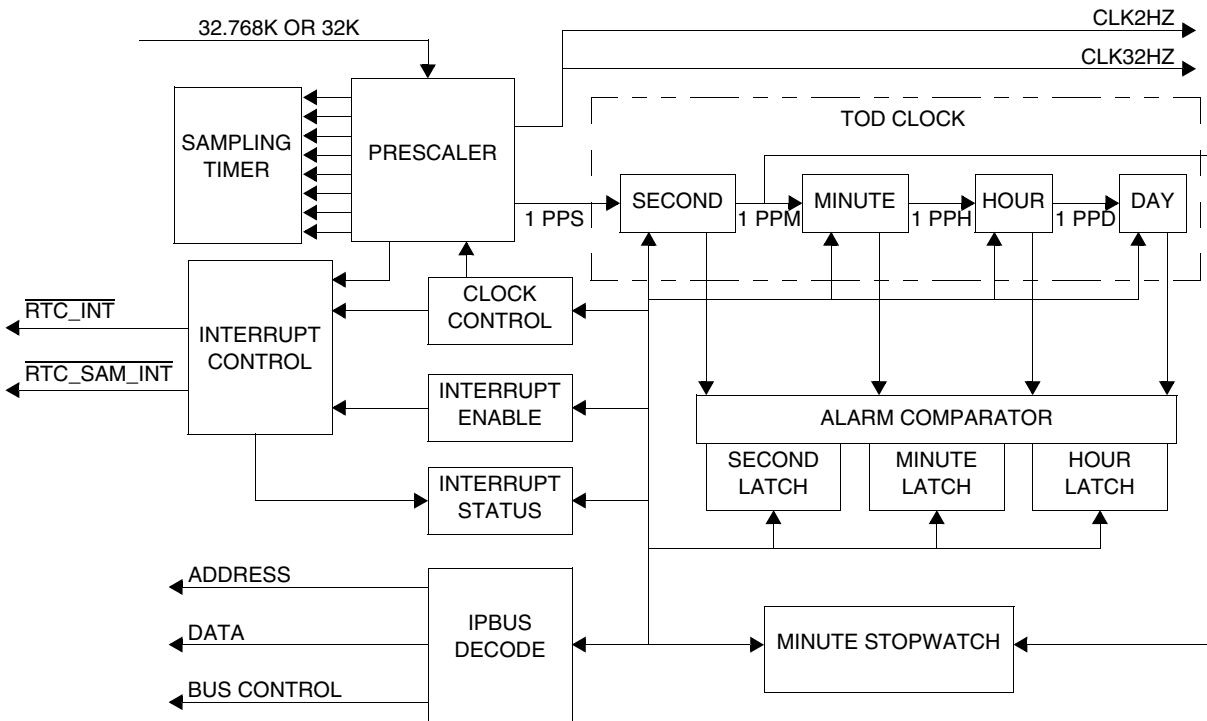 32.768K OR 32K
CLK2HZ
CLK32HZ
SAMPLING
TIMER
PRESCALER
TOD CLOCK
1 PPS
SECOND
1 PPM
MINUTE
1 PPH
HOUR
1 PPD
DAY
RTC_INT
RTC_SAM_INT
INTERRUPT
CONTROL
CLOCK
CONTROL
INTERRUPT
ENABLE
INTERRUPT
STATUS
ALARM COMPARATOR
SECOND
LATCH
MINUTE
LATCH
HOUR
LATCH
ADDRESS
DATA
BUS CONTROL
IPBUS
DECODE
MINUTE STOPWATCH